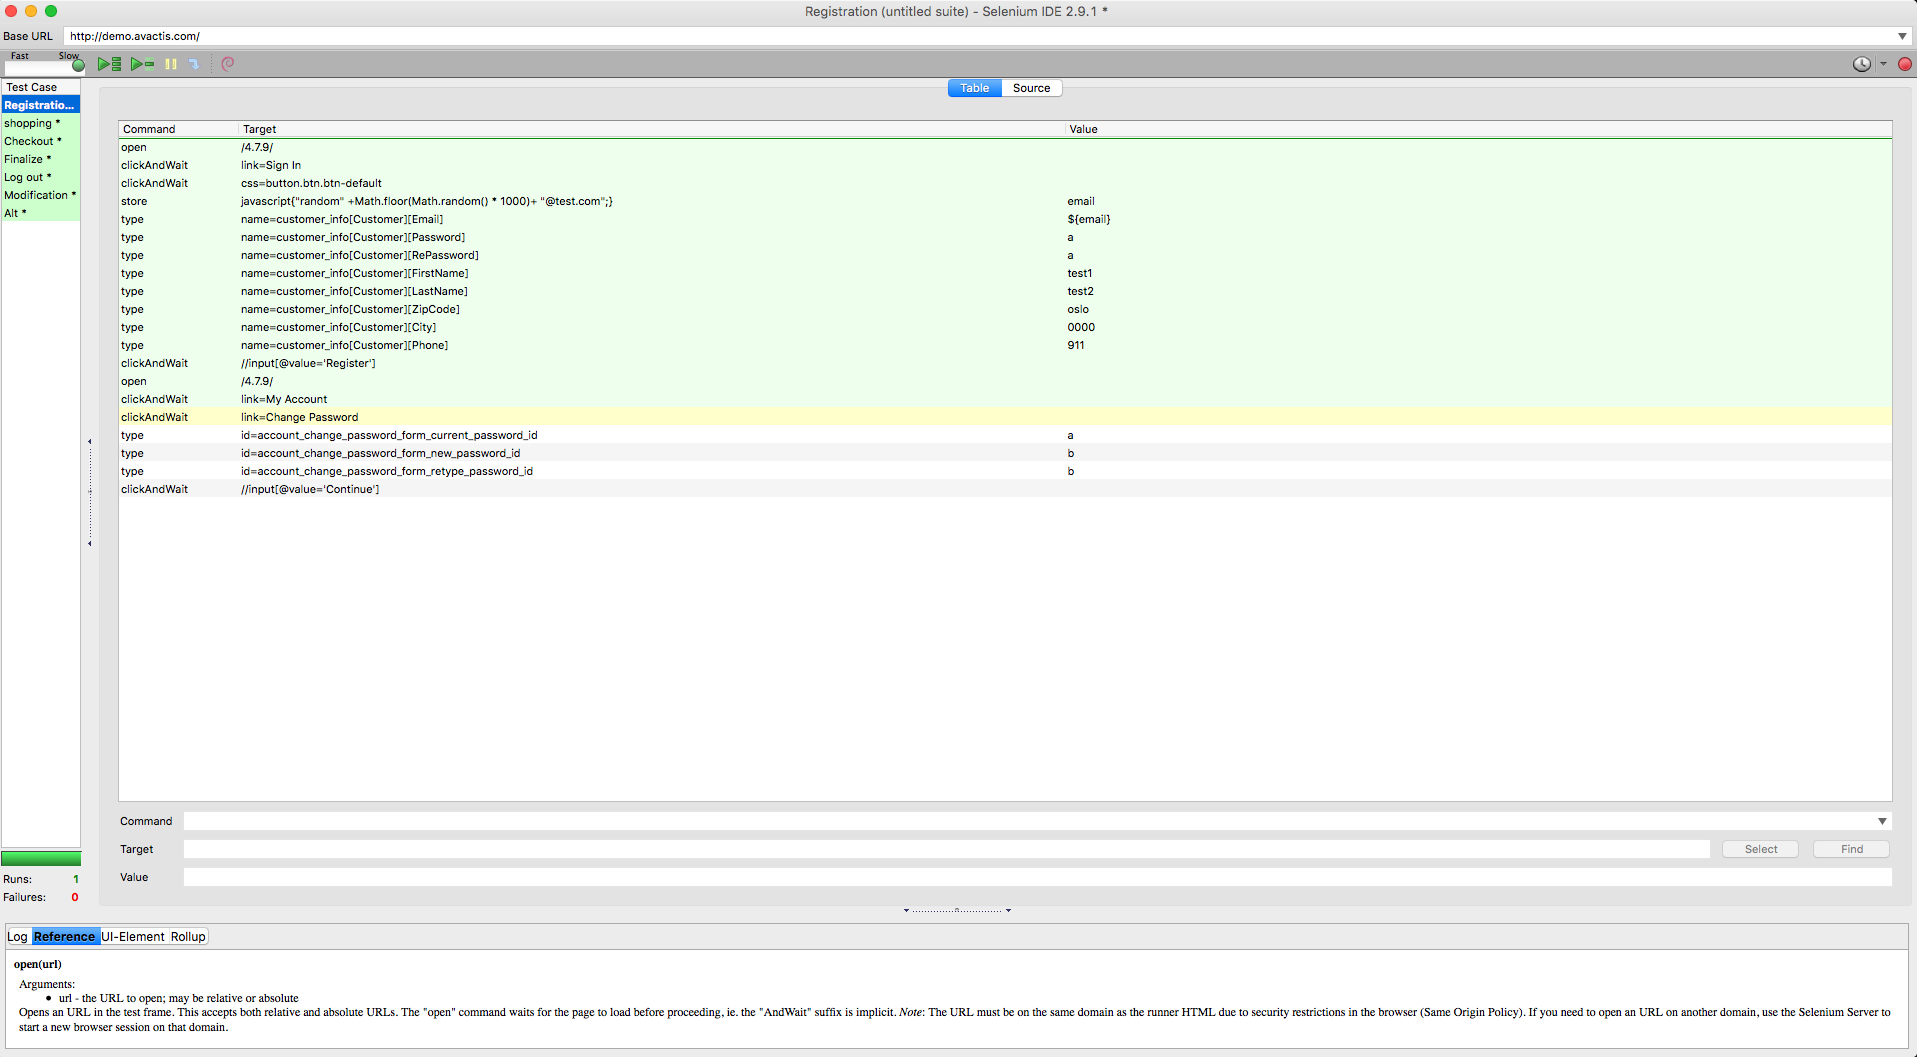 Registration (untitled suite) - Selenium IDE 2.9.1 *
Base URL http://demo.avactis.com/
Fast Slow
Test Case
Registratio...
shopping *
Checkout *
Finalize *
Log out *
Modification *
Alt *
Table Source
Command Target Value
open /4.7.9/
clickAndWait link=Sign In
clickAndWait css=button.btn.btn-default
store javascript{"random" +Math.floor(Math.random() * 1000)+ "@test.com";} email
type name=customer_info[Customer][Email] ${email}
type name=customer_info[Customer][Password] a
type name=customer_info[Customer][RePassword] a
type name=customer_info[Customer][FirstName] test1
type name=customer_info[Customer][LastName] test2
type name=customer_info[Customer][ZipCode] oslo
type name=customer_info[Customer][City] 0000
type name=customer_info[Customer][Phone] 911
clickAndWait //input[@value='Register']
open /4.7.9/
clickAndWait link=My Account
clickAndWait link=Change Password
type id=account_change_password_form_current_password_id a
type id=account_change_password_form_new_password_id b
type id=account_change_password_form_retype_password_id b
clickAndWait //input[@value='Continue']
Command
Target Select Find
Value
Runs: 1
Failures: 0
Log Reference UI-Element Rollup
open(url)
Arguments:
• url - the URL to open; may be relative or absolute
Opens an URL in the test frame. This accepts both relative and absolute URLs. The "open" command waits for the page to load before proceeding, ie. the "AndWait" suffix is implicit. Note: The URL must be on the same domain as the runner HTML due to security restrictions in the browser (Same Origin Policy). If you need to open an URL on another domain, use the Selenium Server to
start a new browser session on that domain.